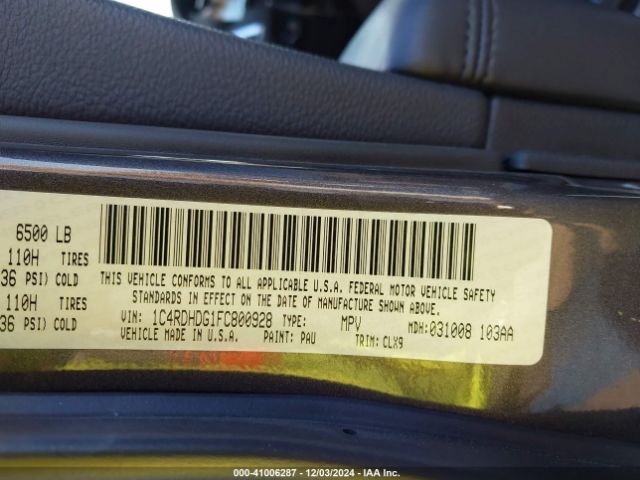 6500 LB
110H TIRES
36 PSI) COLD
110H TIRES
36 PSI) COLD
THIS VEHICLE CONFORMS TO ALL APPLICABLE U.S.A. FEDERAL MOTOR VEHICLE SAFETY
STANDARDS IN EFFECT ON THE DATE OF MANUFACTURE SHOWN ABOVE.
VIN: 1C4RDHDG1FC800928 TYPE: MPV MDH:031008 103AA
VEHICLE MADE IN U.S.A. PAINT: PAU TRIM: CLX9
000-41006287 - 12/03/2024 - IAA Inc.